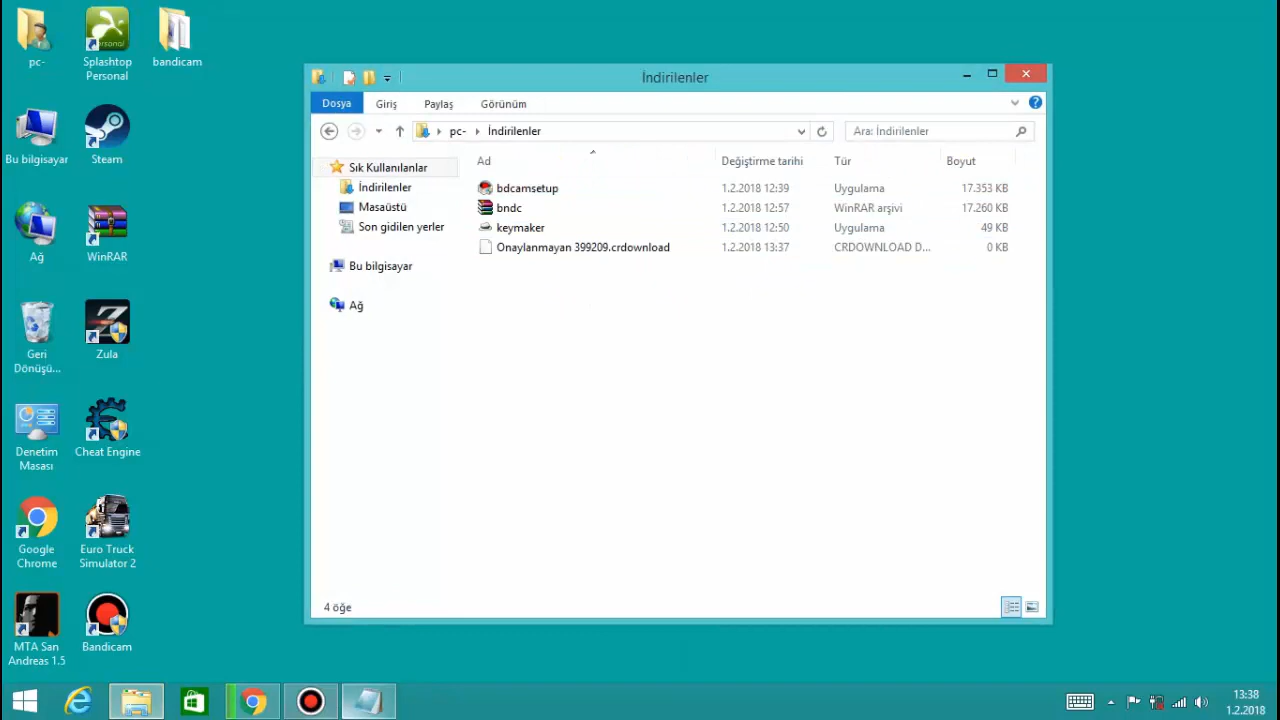 pc-
Splashtop
Personal
bandicam
Bu bilgisayar
Steam
Ağ
WinRAR
Geri
Dönüşü...
Zula
Denetim
Masası
Cheat Engine
Google
Chrome
Euro Truck
Simulator 2
MTA San
Andreas 1.5
Bandicam
İndirilenler
Dosya
Giriş
Paylaş
Görünüm
pc-
İndirilenler
Ara: İndirilenler
Sık Kullanılanlar
İndirilenler
Masaüstü
Son gidilen yerler
Bu bilgisayar
Ağ
Ad Değiştirme tarihi Tür Boyut
bdcamsetup 1.2.2018 12:39 Uygulama 17.353 KB
bndc 1.2.2018 12:57 WinRAR arşivi 17.260 KB
keymaker 1.2.2018 12:50 Uygulama 49 KB
Onaylanmayan 399209.crdownload 1.2.2018 13:37 CRDOWNLOAD D... 0 KB
4 öğe
13:38
1.2.2018